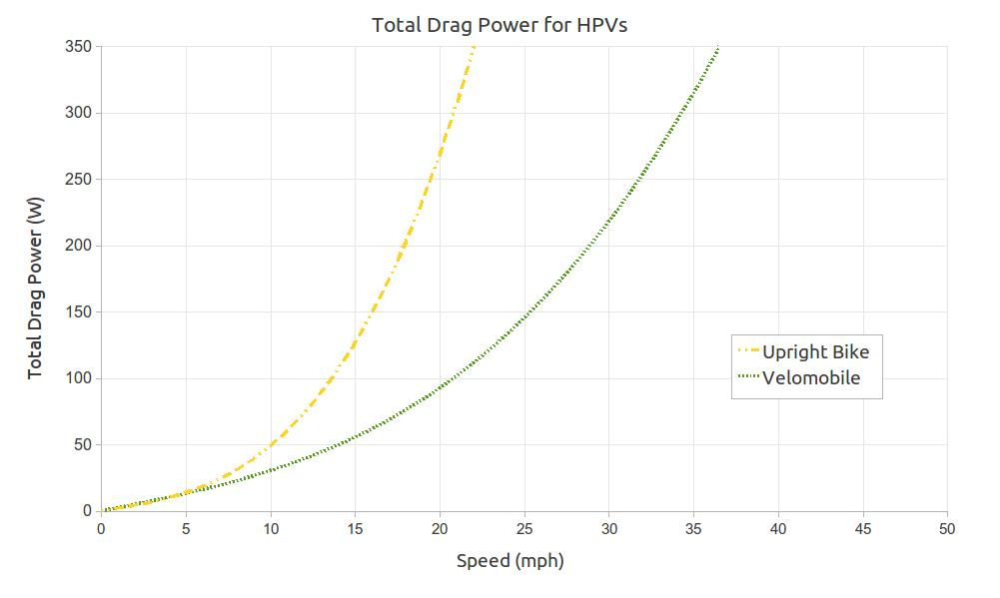 Total Drag Power for HPVs
350
300
250
200
150
100
50
0
Total Drag Power (W)
Upright Bike
Velomobile
0 5 10 15 20 25 30 35 40 45 50
Speed (mph)